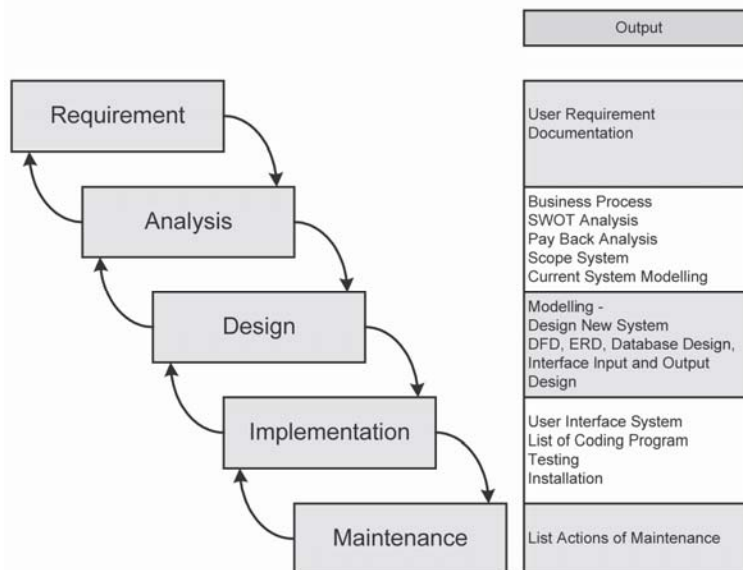 Output
Requirement
User Requirement
Documentation
Analysis
Business Process
SWOT Analysis
Pay Back Analysis
Scope System
Current System Modelling
Design
Modelling -
Design New System
DFD, ERD, Database Design,
Interface Input and Output
Design
Implementation
User Interface System
List of Coding Program
Testing
Installation
Maintenance
List Actions of Maintenance